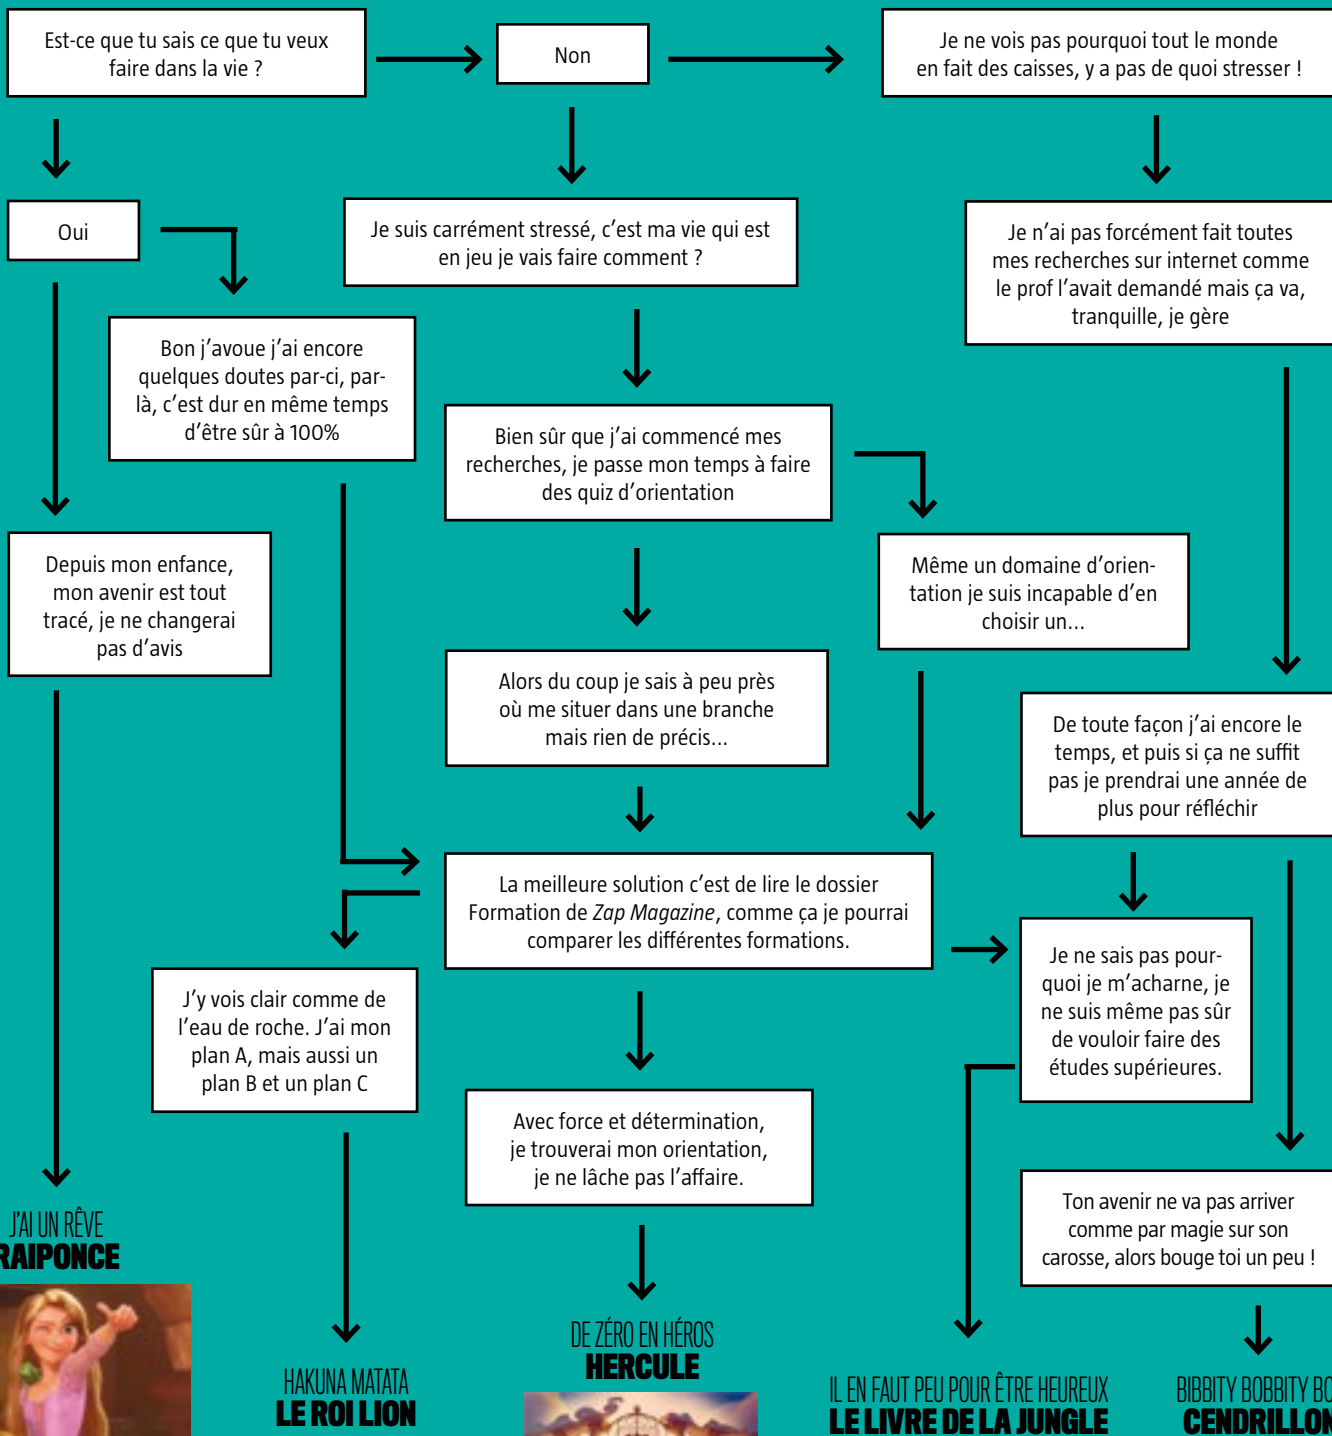 Est-ce que tu sais ce que tu veux
faire dans la vie ?
Non
Je ne vois pas pourquoi tout le monde
en fait des caisses, y a pas de quoi stresser !
Oui
Je suis carrément stressé, c'est ma vie qui est
en jeu je vais faire comment ?
Je n'ai pas forcément fait toutes
mes recherches sur internet comme
le prof l'avait demandé mais ça va,
tranquille, je gère
Bon j'avoue j'ai encore
quelques doutes par-ci, par-
là, c'est dur en même temps
d'être sûr à 100%
Bien sûr que j'ai commencé mes
recherches, je passe mon temps à faire
des quiz d'orientation
Depuis mon enfance,
mon avenir est tout
tracé, je ne changerai
pas d'avis
Même un domaine d'orien-
tation je suis incapable d'en
choisir un...
Alors du coup je sais à peu près
où me situer dans une branche
mais rien de précis...
De toute façon j'ai encore le
temps, et puis si ça ne suffit
pas je prendrai une année de
plus pour réfléchir
La meilleure solution c'est de lire le dossier
Formation de Zap Magazine, comme ça je pourrai
comparer les différentes formations.
Je ne sais pas pour-
quoi je m'acharne, je
ne suis même pas sûr
de vouloir faire des
études supérieures.
J'y vois clair comme de
l'eau de roche. J'ai mon
plan A, mais aussi un
plan B et un plan C
Avec force et détermination,
je trouverai mon orientation,
je ne lâche pas l'affaire.
Ton avenir ne va pas arriver
comme par magie sur son
carosse, alors bouge toi un peu !
J'AI UN RÊVE
RAIPONCE
HAKUNA MATATA
LE ROI LION
DE ZÉRO EN HÉROS
HERCULE
IL EN FAUT PEU POUR ÊTRE HEUREUX
LE LIVRE DE LA JUNGLE
BIBBITY BOBBITY BO
CENDRILLON